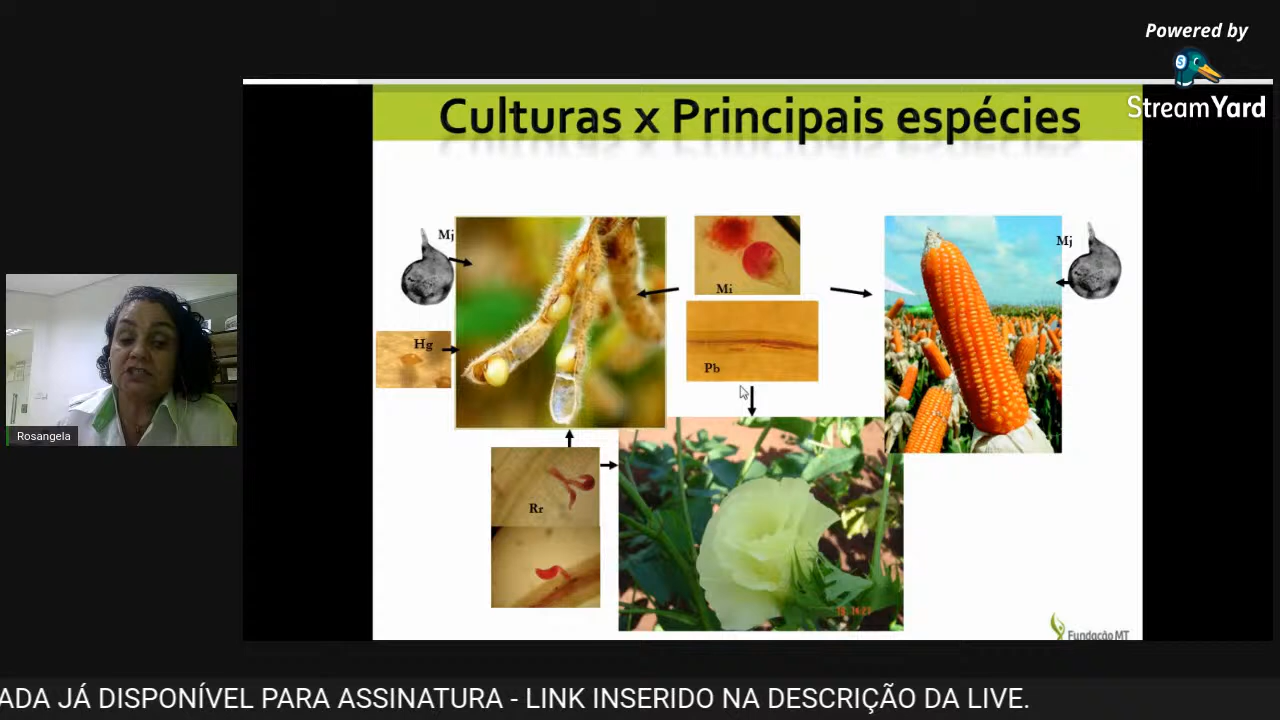 Powered by
StreamYard
Culturas x Principais espécies
Mj
Mi
Mj
Hg
Pb
Rr
Rosangela
Fundação MT
ADA JÁ DISPONÍVEL PARA ASSINATURA - LINK INSERIDO NA DESCRIÇÃO DA LIVE.